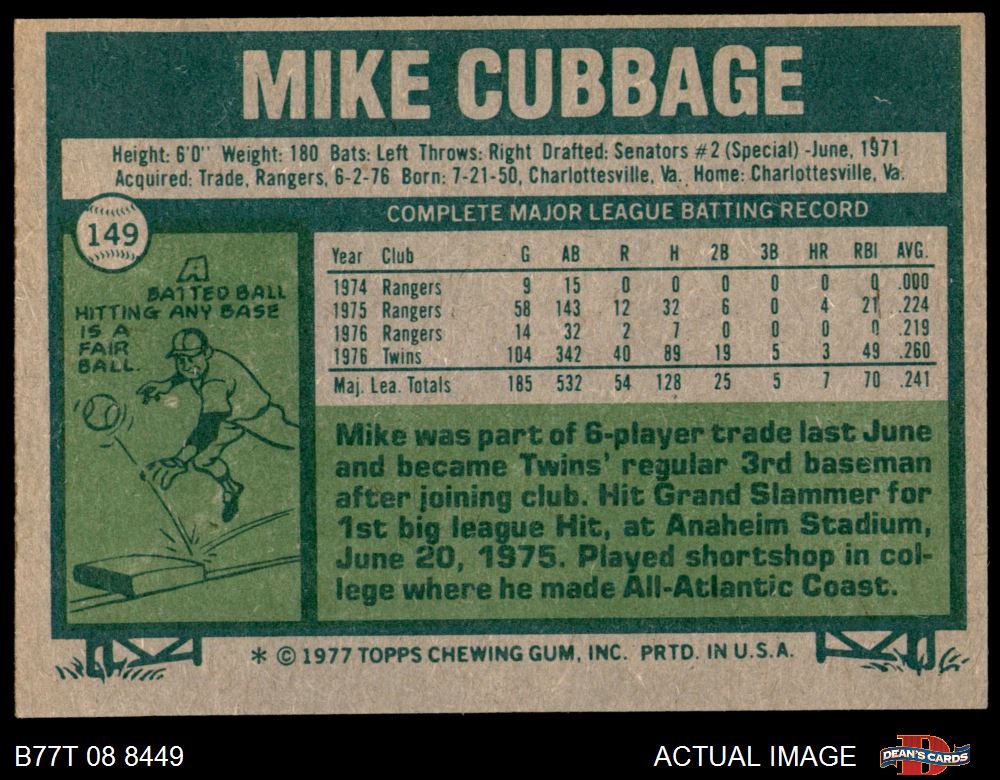 MIKE CUBBAGE
Height: 6'0" Weight: 180 Bats: Left Throws: Right Drafted: Senators #2 (Special) -June, 1971
Acquired: Trade, Rangers, 6-2-76 Born: 7-21-50, Charlottesville, Va. Home: Charlottesville, Va.
149
A
BATTED BALL
HITTING ANY BASE
IS A
FAIR
BALL.
COMPLETE MAJOR LEAGUE BATTING RECORD
Year Club G AB R H 2B 3B HR RBI AVG.
1974 Rangers 9 15 0 0 0 0 0 0 .000
1975 Rangers 58 143 12 32 6 0 4 21 .224
1976 Rangers 14 32 2 7 0 0 0 0 .219
1976 Twins 104 342 40 89 19 5 3 49 .260
Maj. Lea. Totals 185 532 54 128 25 5 7 70 .241
Mike was part of 6-player trade last June
and became Twins' regular 3rd baseman
after joining club. Hit Grand Slammer for
1st big league Hit, at Anaheim Stadium,
June 20, 1975. Played shortshop in col-
lege where he made All-Atlantic Coast.
* © 1977 TOPPS CHEWING GUM, INC. PRTD. IN U.S.A.
B77T 08 8449
ACTUAL IMAGE
D
DEAN'S CARDS